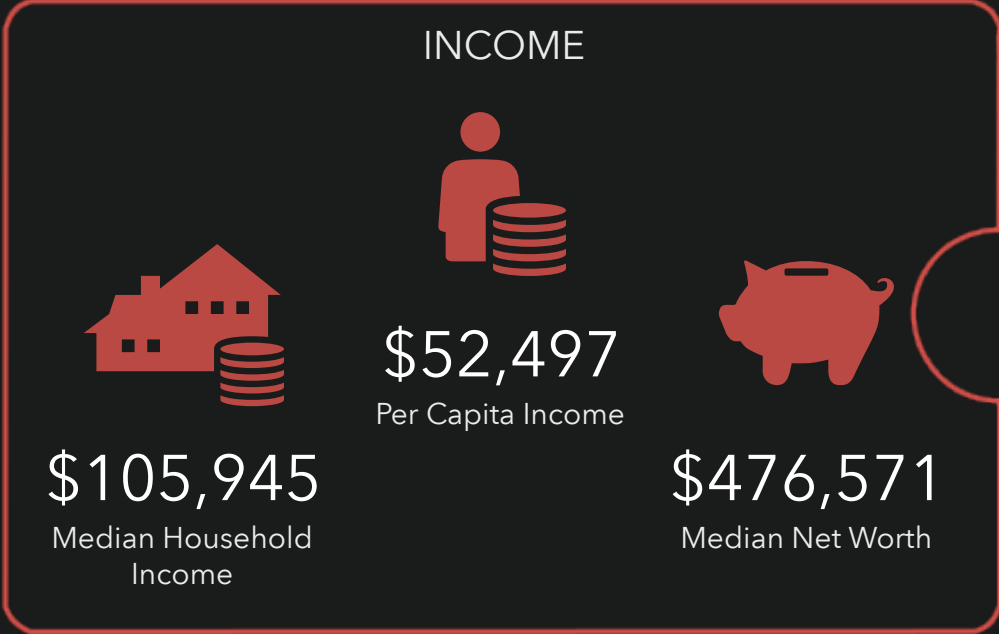 INCOME
$52,497
Per Capita Income
$105,945
Median Household
Income
$476,571
Median Net Worth